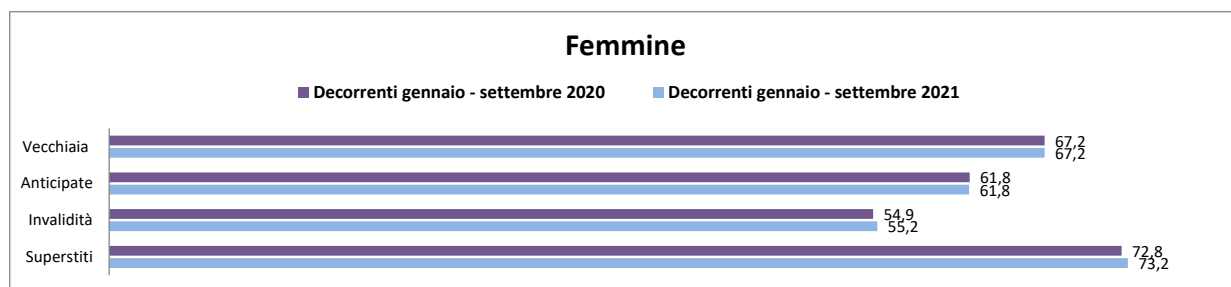 Femmine
Decorrenti gennaio - settembre 2020 Decorrenti gennaio - settembre 2021
Vecchiaia 67,2
67,2
Anticipate 61,8
61,8
Invalidità 54,9
55,2
Superstiti 72,8
73,2